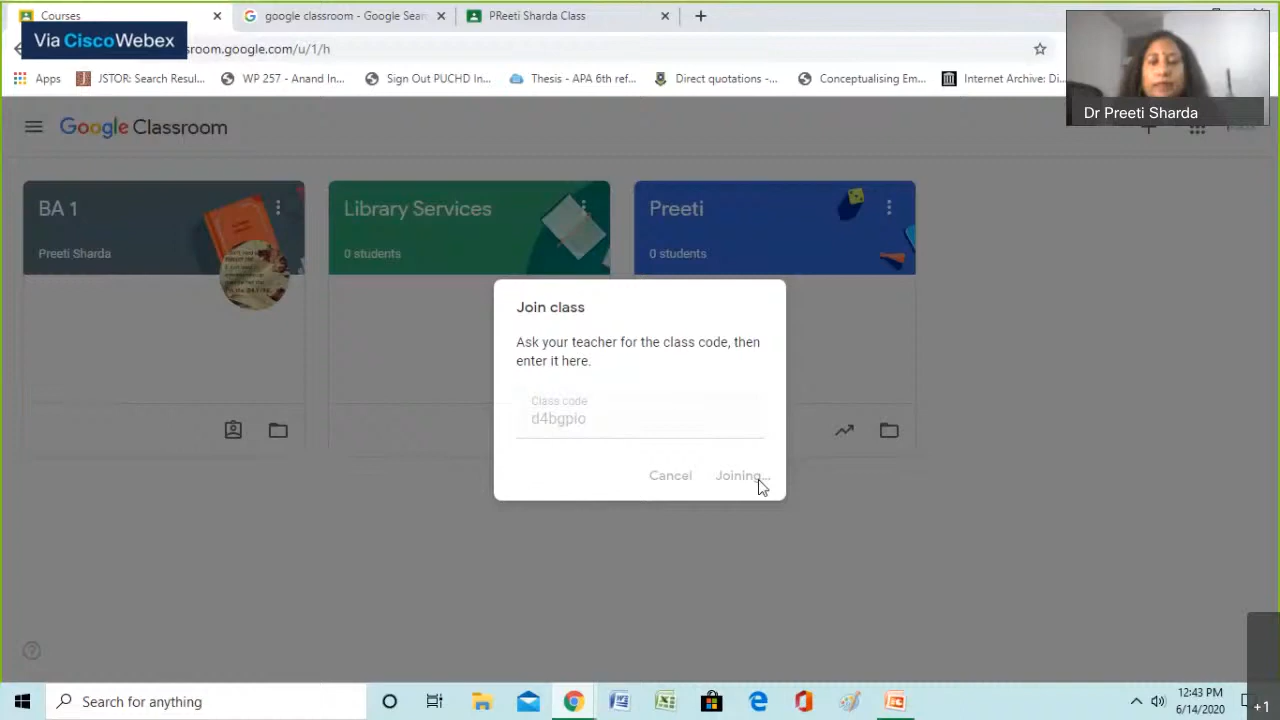 Courses
google classroom - Google Sear
PReeti Sharda Class
Via CiscoWebex
sroom.google.com/u/1/h
Apps
JSTOR: Search Resul...
WP 257 - Anand In...
Sign Out PUCHD In...
Thesis - APA 6th ref...
Direct quotations -...
Conceptualising Em...
Internet Archive: Di...
Dr Preeti Sharda
Google Classroom
BA 1
Preeti Sharda
Library Services
0 students
Preeti
0 students
Join class
Ask your teacher for the class code, then
enter it here.
Class code
d4bgpio
Cancel
Joining...
Search for anything
12:43 PM
6/14/2020
+1